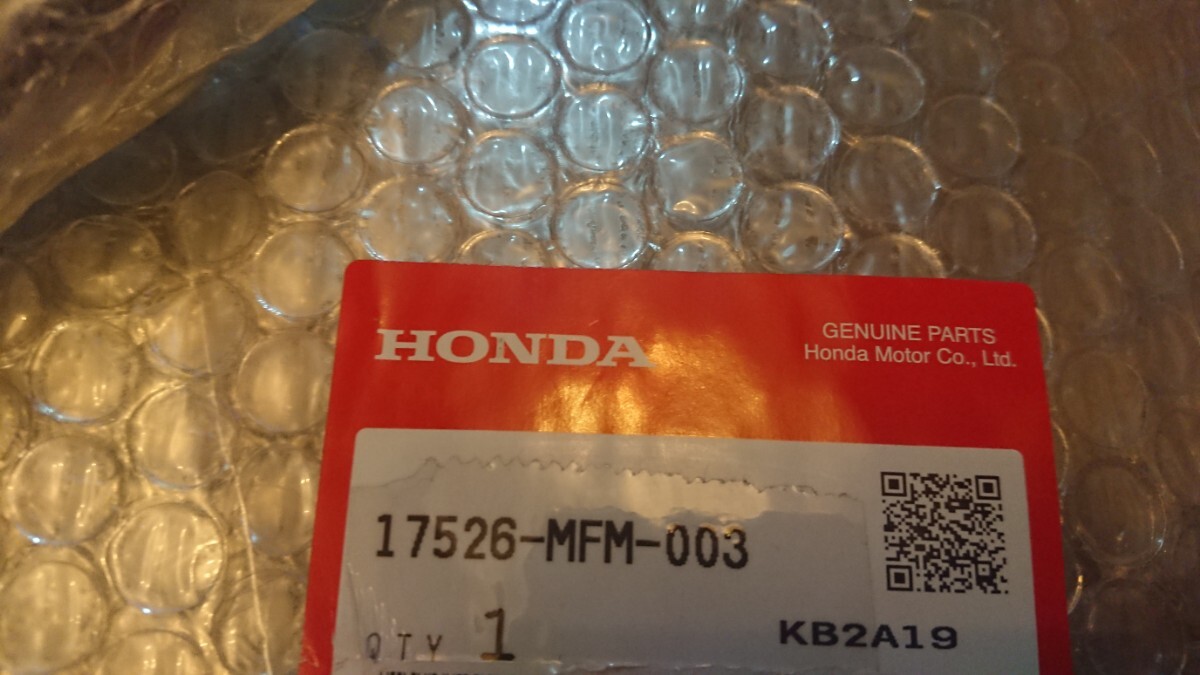 HONDA
GENUINE PARTS
Honda Motor Co., Ltd.
17526-MFM-003
QTY 1
KB2A19